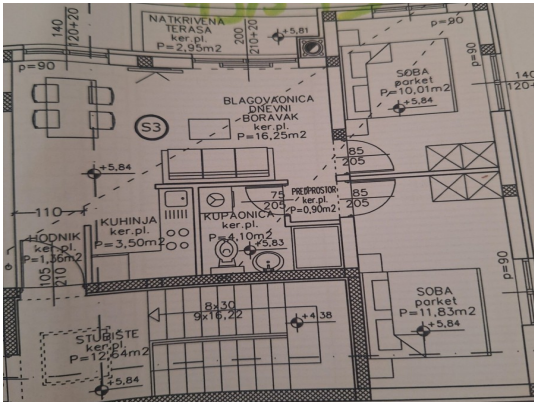 NATKRIVENA
TERASA
ker.pl.
P=2,95m2
140
120+20
200
210+20
+5,81
p=90
p=90
p=90
SOBA
parket
P=10,01m2
+5,84
140
BLAGOVAONICA
DNEVNI
BORAVAK
ker.pl.
P=16,25m2
S3
+5,84
85
205
75
205
PREDPROSTOR
ker.pl.
P=0,90m2
85
205
110
HODNIK
ker.pl.
P=1,35m2
KUHINJA
ker.pl.
P=3,50m2
KUPAONICA
ker.pl.
P=4,10m2
+5,83
105
210
p=90
SOBA
parket
P=11,83m2
+5,84
8x30
9x16,22
+4,38
STUBIŠTE
ker.pl.
P=12,64m2
+5,84